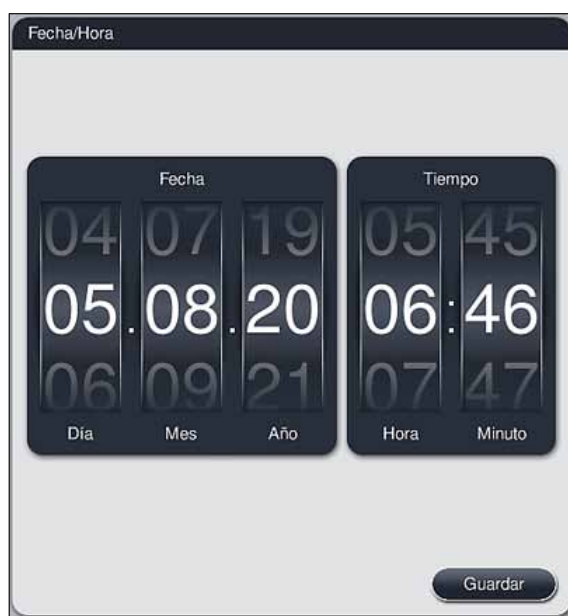 Fecha/Hora
Fecha
04 07 19
05.08.20
06 09 21
Día Mes Año
Tiempo
05 45
06:46
07 47
Hora Minuto
Guardar